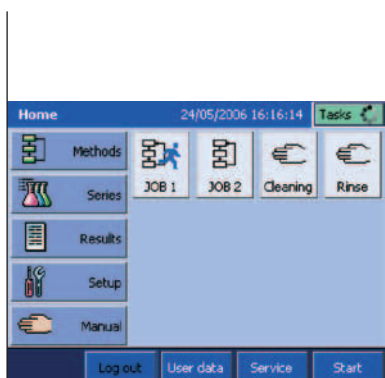 Home 24/05/2006 16:16:14 Tasks
Methods
Series
Results
Setup
Manual
JOB 1 JOB 2 Cleaning Rinse
Log out User data Service Start